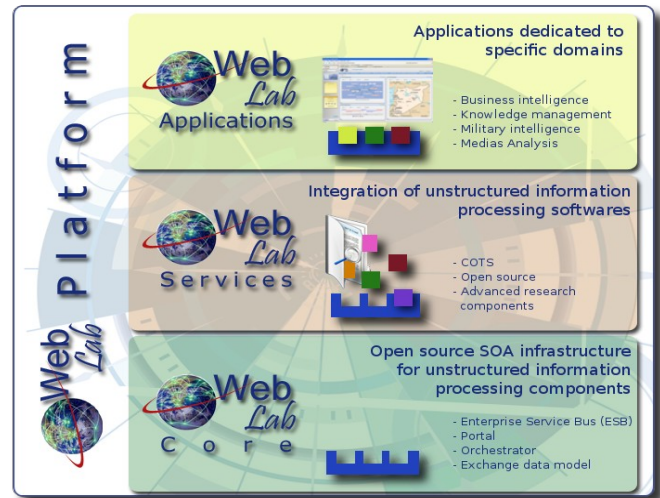 Platform
Web
Lab
Web
Lab
Applications
Applications dedicated to
specific domains
- Business intelligence
- Knowledge management
- Military intelligence
- Medias Analysis
Web
Lab
Services
Integration of unstructured information
processing softwares
- COTS
- Open source
- Advanced research
components
Web
Lab
Core
Open source SOA infrastructure
for unstructured information
processing components
- Enterprise Service Bus (ESB)
- Portal
- Orchestrator
- Exchange data model